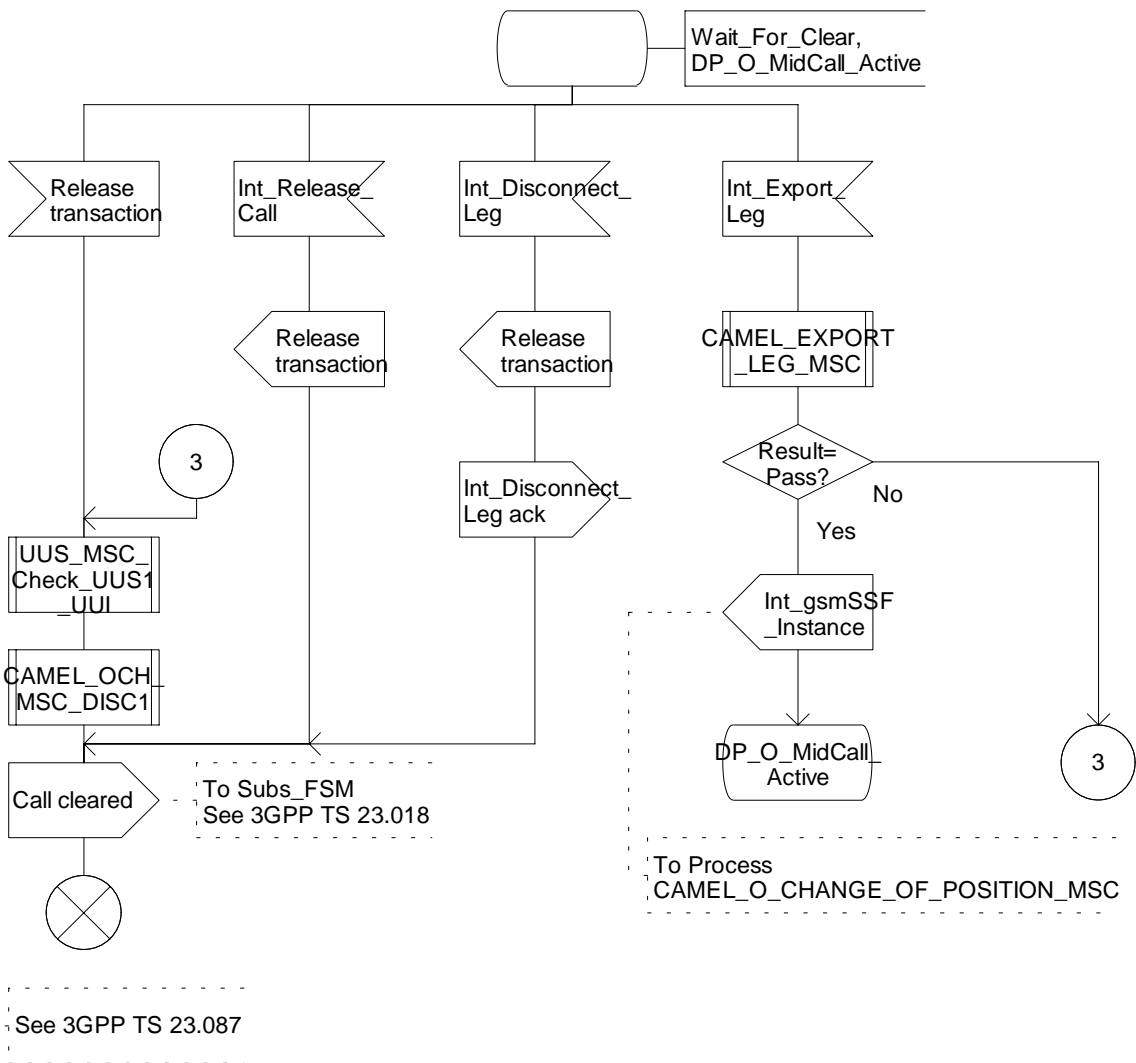 Wait_For_Clear,
DP_O_MidCall_Active
Release
transaction
Int_Release_
Call
Int_Disconnect_
Leg
Int_Export_
Leg
Release
transaction
Release
transaction
CAMEL_EXPORT
_LEG_MSC
3
Int_Disconnect_
Leg ack
Result=
Pass?
No
Yes
UUS_MSC_
Check_UUS1
_UUI
Int_gsmSSF
_Instance
CAMEL_OCH_
MSC_DISC1
DP_O_MidCall_
Active
3
Call cleared
To Subs_FSM
See 3GPP TS 23.018
To Process
CAMEL_O_CHANGE_OF_POSITION_MSC
See 3GPP TS 23.087